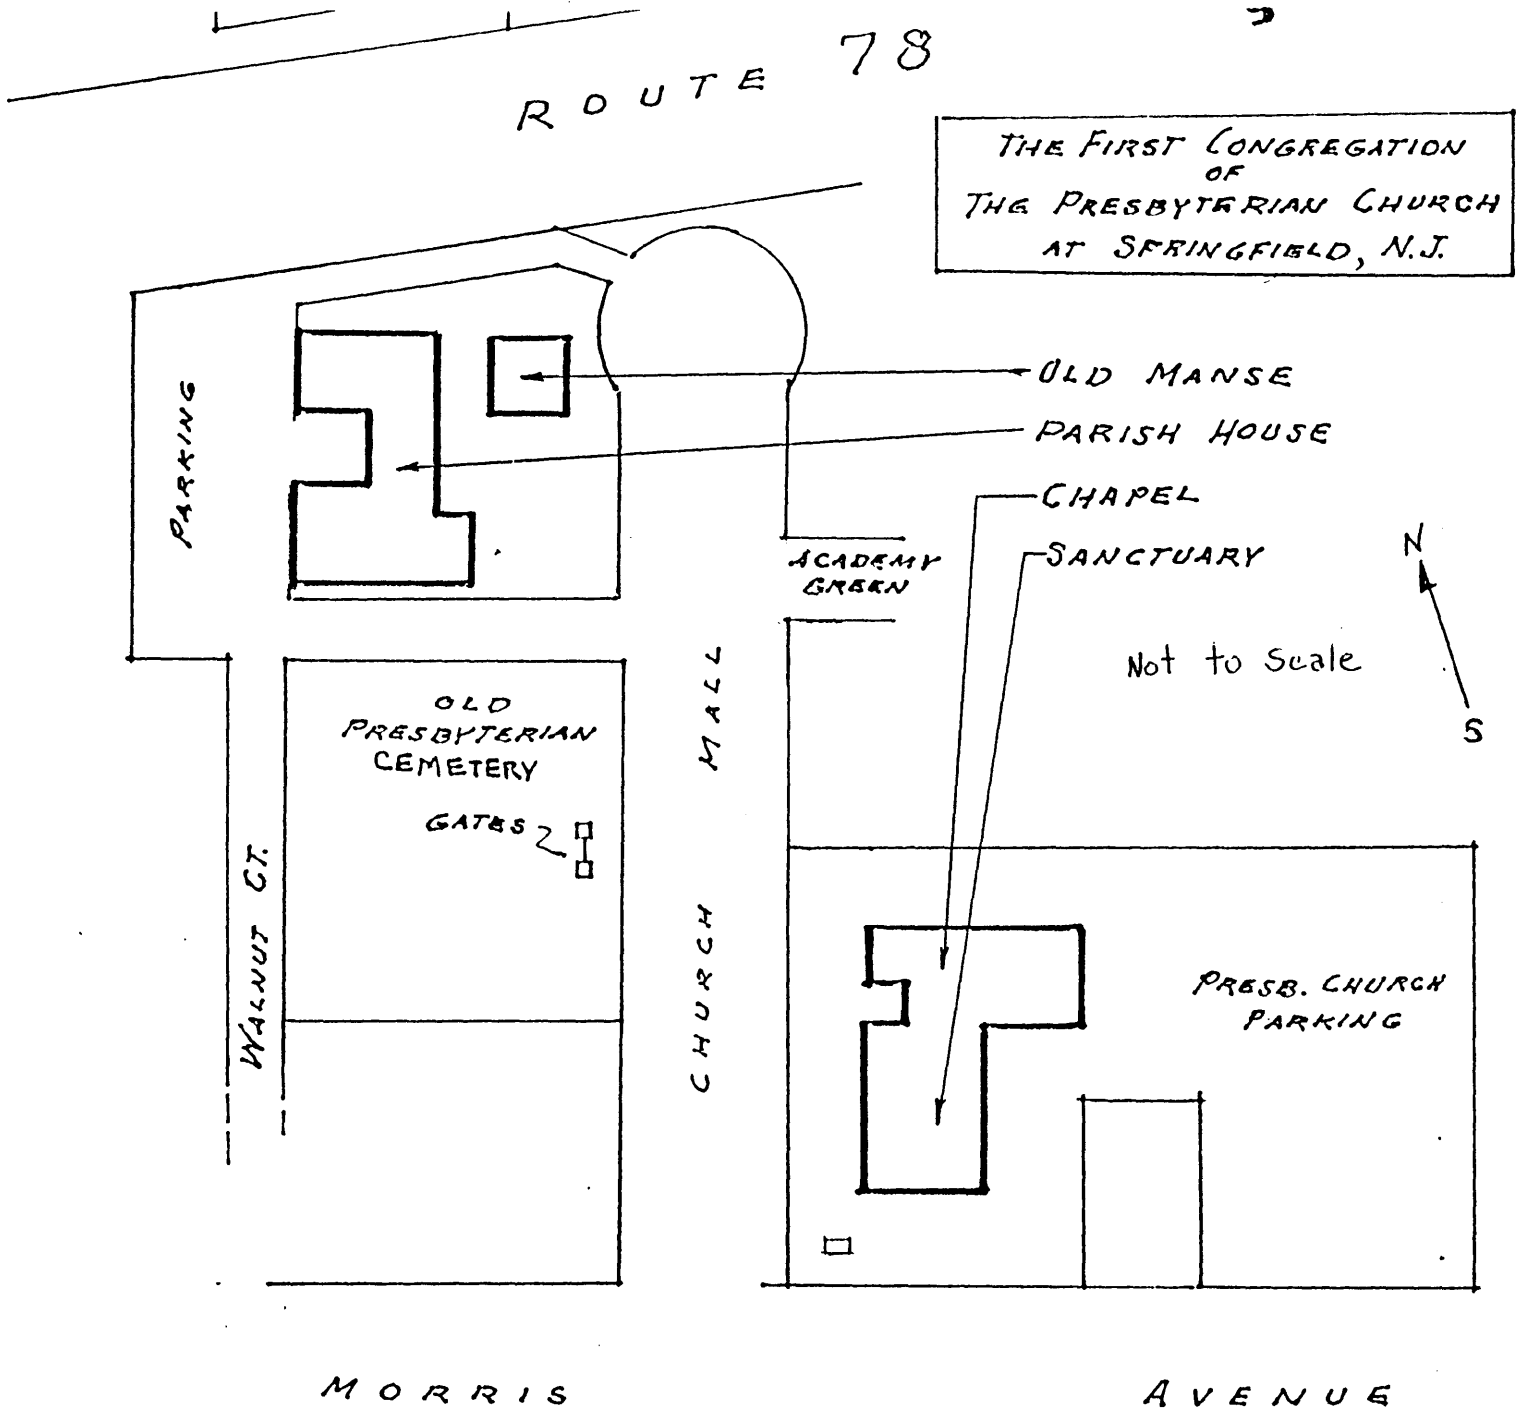 ROUTE 78
THE FIRST CONGREGATION
OF
THE PRESBYTERIAN CHURCH
AT SPRINGFIELD, N.J.
OLD MANSE
PARISH HOUSE
CHAPEL
SANCTUARY
PARKING
ACADEMY
GREEN
N
S
Not to Scale
OLD
PRESBYTERIAN
CEMETERY
GATES
WALNUT CT.
CHURCH MALL
PRESB. CHURCH
PARKING
MORRIS AVENUE